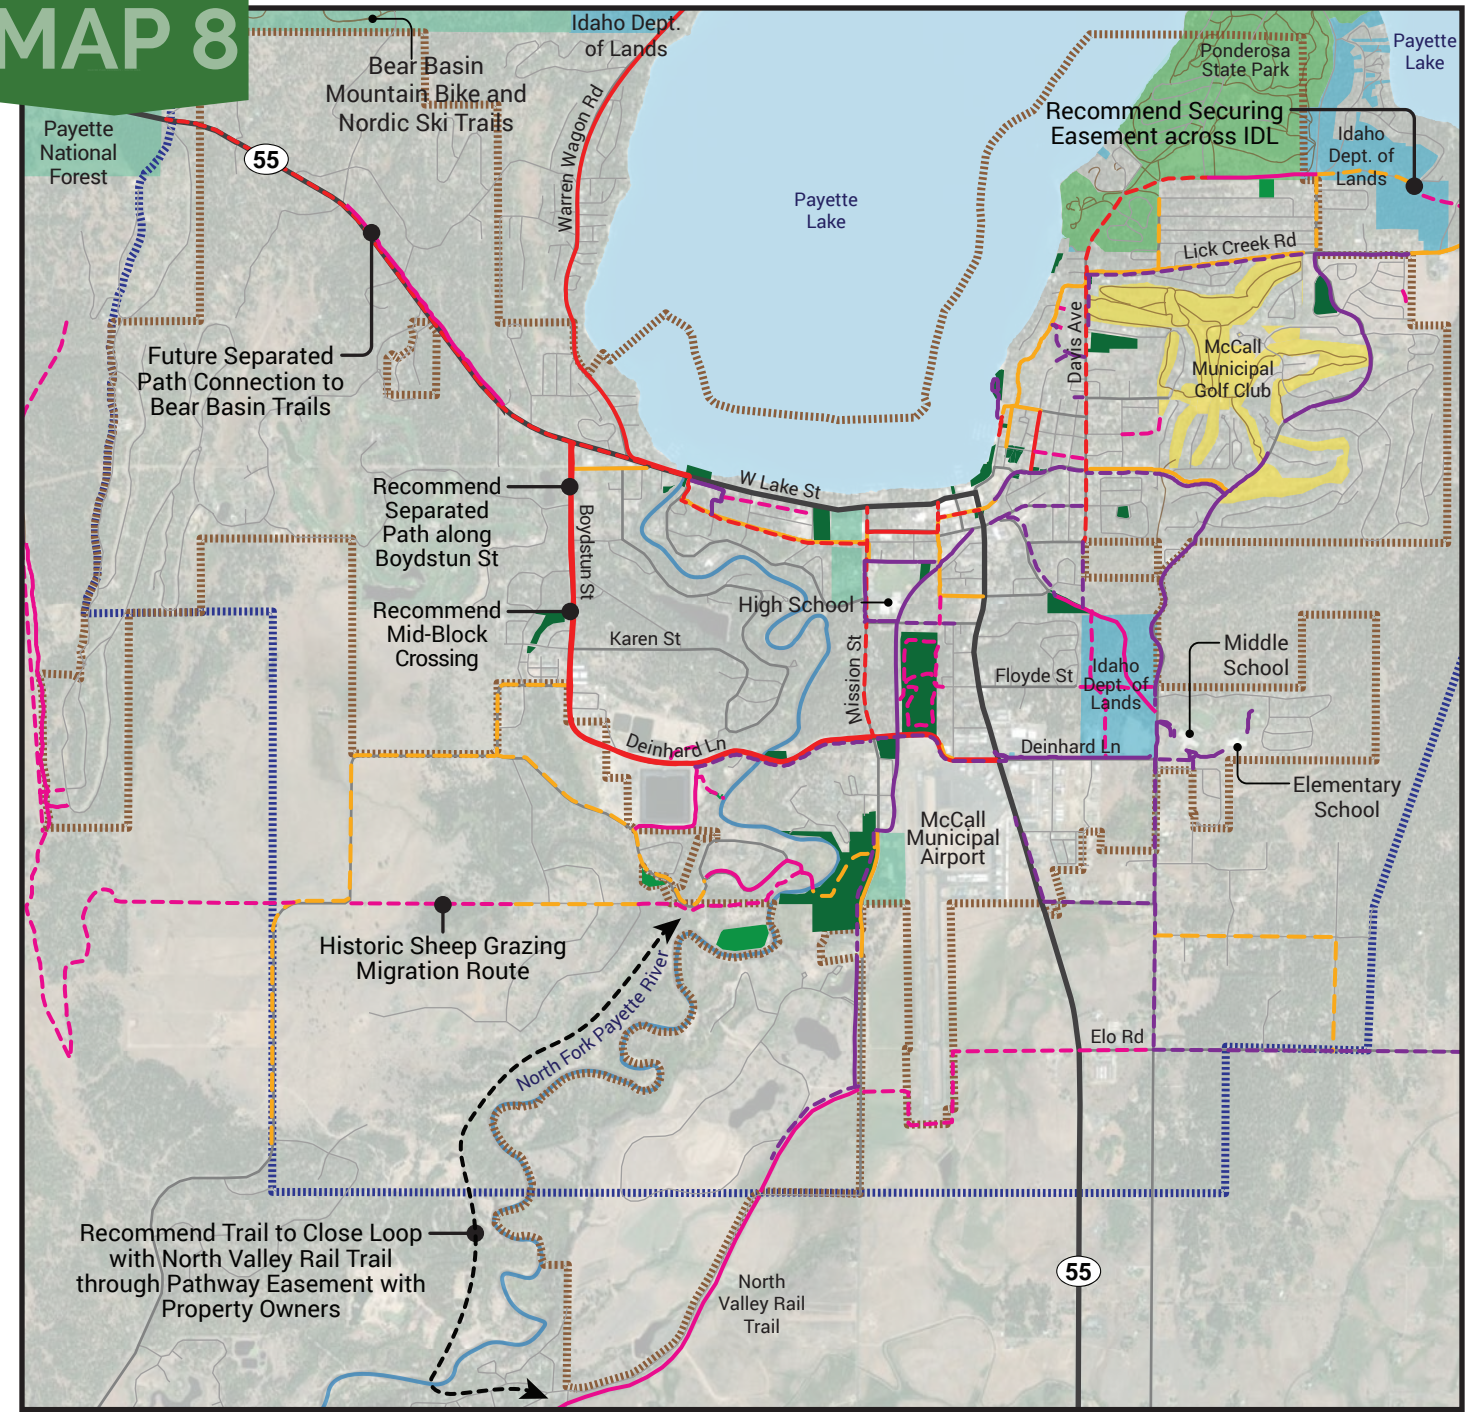 MAP 8
Idaho Dept.
of Lands
Bear Basin
Mountain Bike and
Nordic Ski Trails
Payette
National
Forest
55
Warren Wagon Rd
Payette
Lake
Ponderosa
State Park
Payette
Lake
Recommend Securing
Easement across IDL
Idaho
Dept. of
Lands
Lick Creek Rd
Davis Ave
McCall
Municipal
Golf Club
Future Separated
Path Connection to
Bear Basin Trails
W Lake St
Recommend
Separated
Path along
Boydstun St
Boydstun St
Recommend
Mid-Block
Crossing
Karen St
High School
Mission St
Floyde St
Idaho
Dept. of
Lands
Middle
School
Deinhard Ln
Deinhard Ln
Elementary
School
McCall
Municipal
Airport
Historic Sheep Grazing
Migration Route
North Fork Payette River
Elo Rd
Recommend Trail to Close Loop
with North Valley Rail Trail
through Pathway Easement with
Property Owners
North
Valley Rail
Trail
55